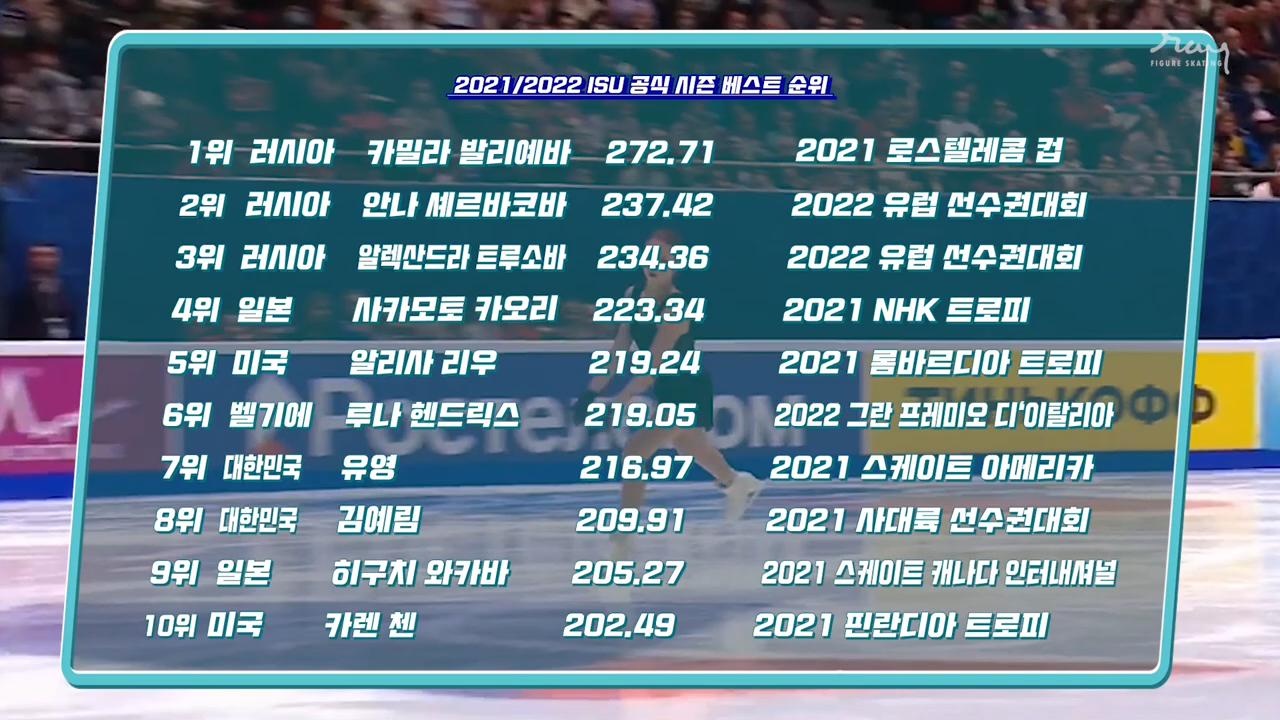 ray
FIGURE SKATING
2021/2022 ISU 공식 시즌 베스트 순위
1위 러시아 카밀라 발리예바 272.71 2021 로스텔레콤 컵
2위 러시아 안나 셰르바코바 237.42 2022 유럽 선수권대회
3위 러시아 알렉산드라 트루소바 234.36 2022 유럽 선수권대회
4위 일본 사카모토 카오리 223.34 2021 NHK 트로피
5위 미국 알리사 리우 219.24 2021 롬바르디아 트로피
6위 벨기에 루나 헨드릭스 219.05 2022 그란 프레미오 디'이탈리아
7위 대한민국 유영 216.97 2021 스케이트 아메리카
8위 대한민국 김예림 209.91 2021 사대륙 선수권대회
9위 일본 히구치 와카바 205.27 2021 스케이트 캐나다 인터내셔널
10위 미국 카렌 첸 202.49 2021 핀란디아 트로피